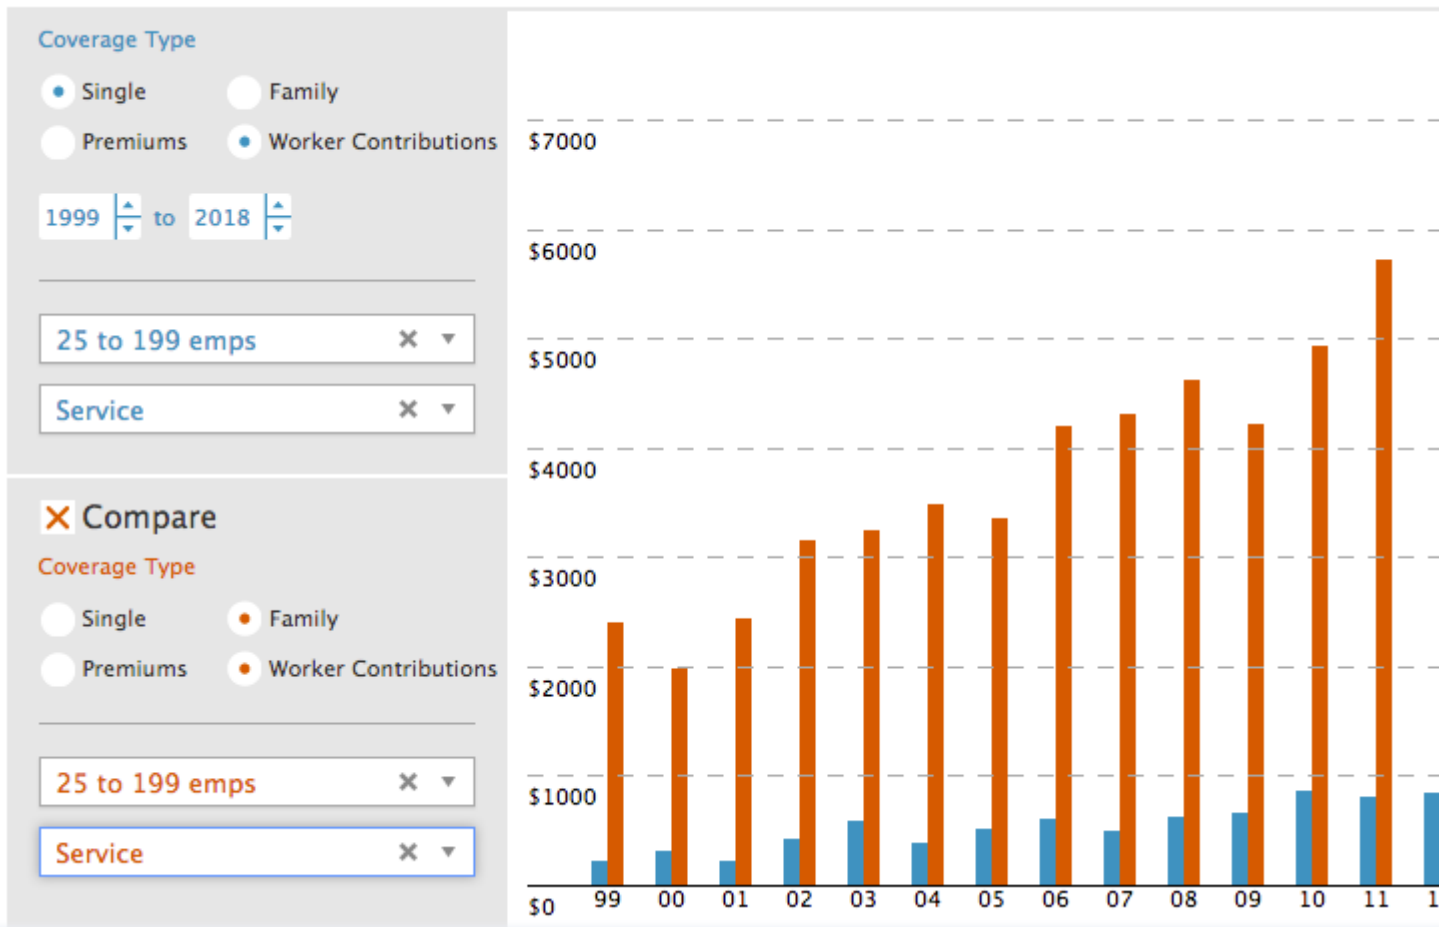 Coverage Type
Single Family
Premiums Worker Contributions
1999 to 2018
25 to 199 emps
Service
Compare
Coverage Type
Single Family
Premiums Worker Contributions
25 to 199 emps
Service
$7000
$6000
$5000
$4000
$3000
$2000
$1000
$0
99 00 01 02 03 04 05 06 07 08 09 10 11 1